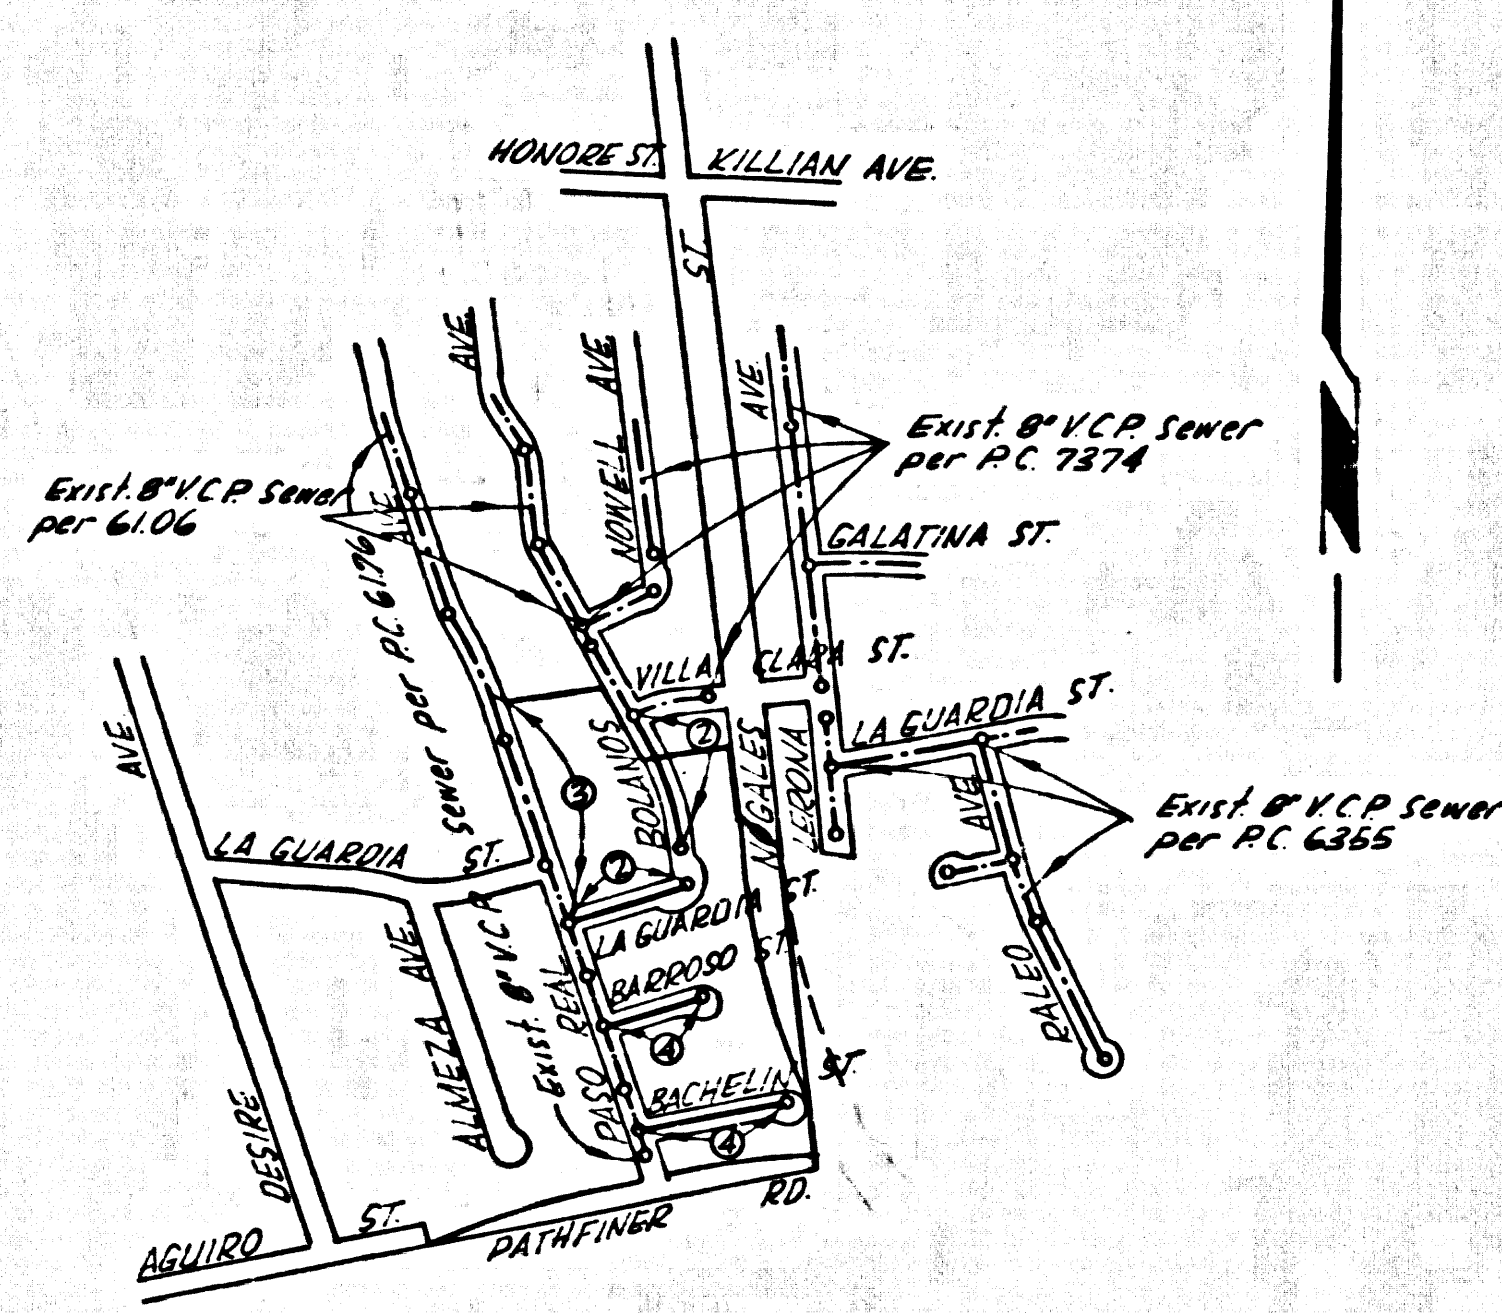 HONORE ST.
KILLIAN AVE.
ST.
AVE.
AVE.
NOWELL
AVE.
Exist. 8" V.C.P. Sewer
per P.C. 7374
Exist. 8" V.C.P. Sewer
per 61.06
AVE.
GALATINA ST.
Sewer per P.C. 6176
VILLA CLARA ST.
LA GUARDIA ST.
AVE.
BOLANOS
2
NOGALES
LERONA
AVE.
Exist. 8" V.C.P. Sewer
per P.C. 6355
3
LA GUARDIA ST.
2
LA GUARDIA ST.
ALMEZA AVE.
Exist. 8" V.C.P.
PASO REAL
BARROSO ST.
4
RALEO
BACHELIN ST.
4
DESIRE
AGUIRO ST.
PATHFINER RD.